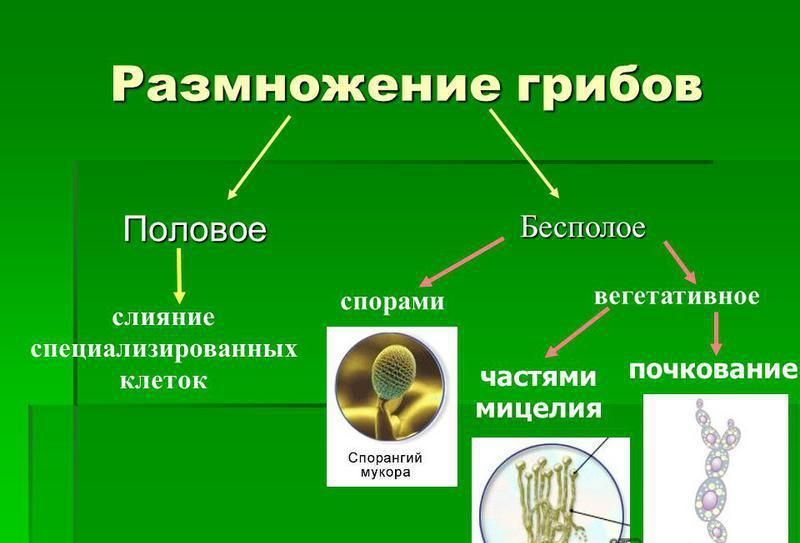 Размножение грибов
Половое
Бесполое
слияние
специализированных
клеток
спорами
вегетативное
частями
мицелия
почкование
Спорангий
мукора